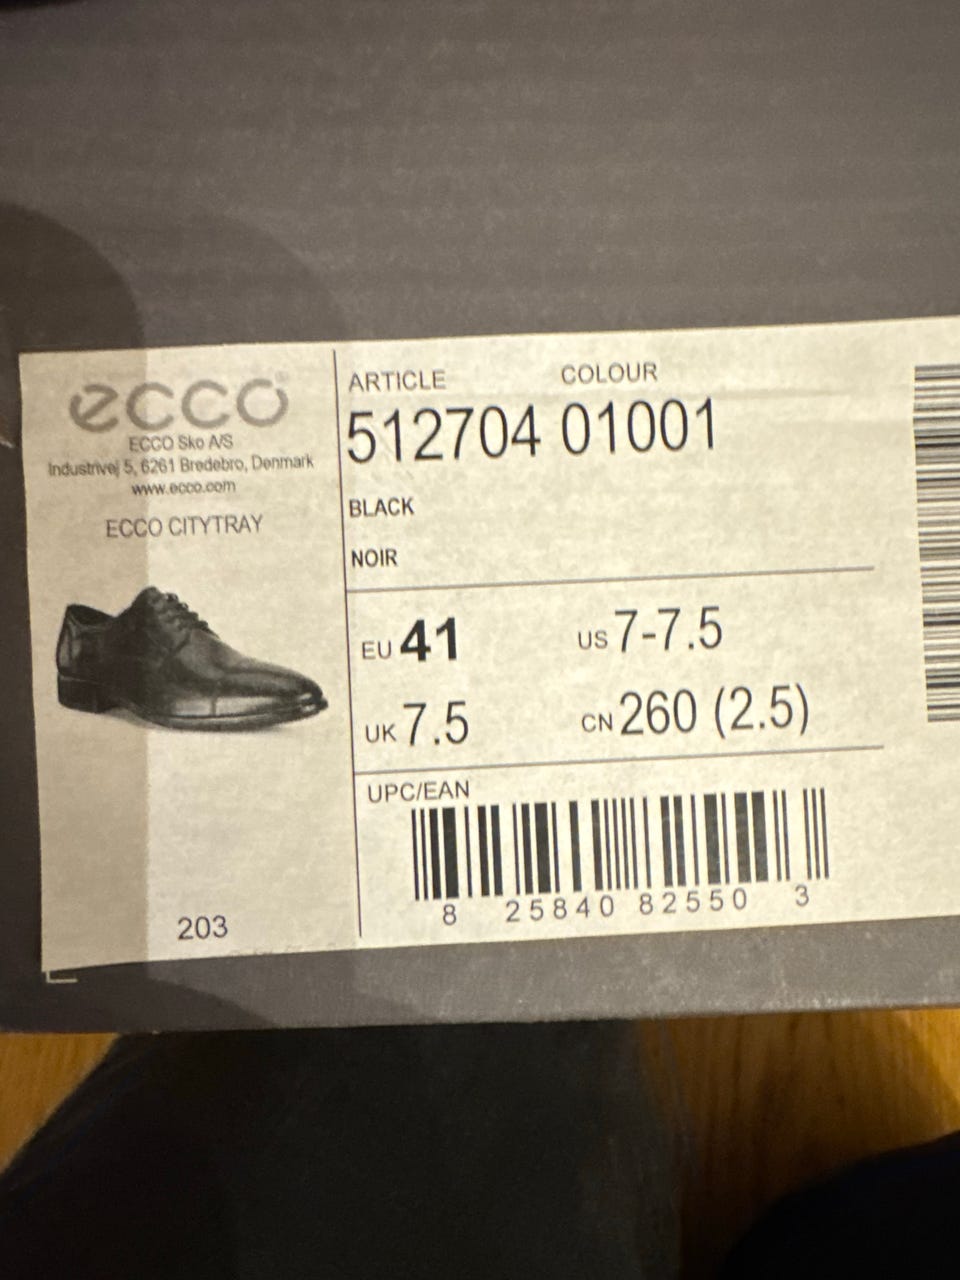 ecco
ECCO Sko A/S
Industrivej 5, 6261 Bredebro, Denmark
www.ecco.com
ECCO CITYTRAY
203
ARTICLE COLOUR
512704 01001
BLACK
NOIR
EU 41 US 7-7.5
UK 7.5 CN 260 (2.5)
UPC/EAN
8 25840 82550 3